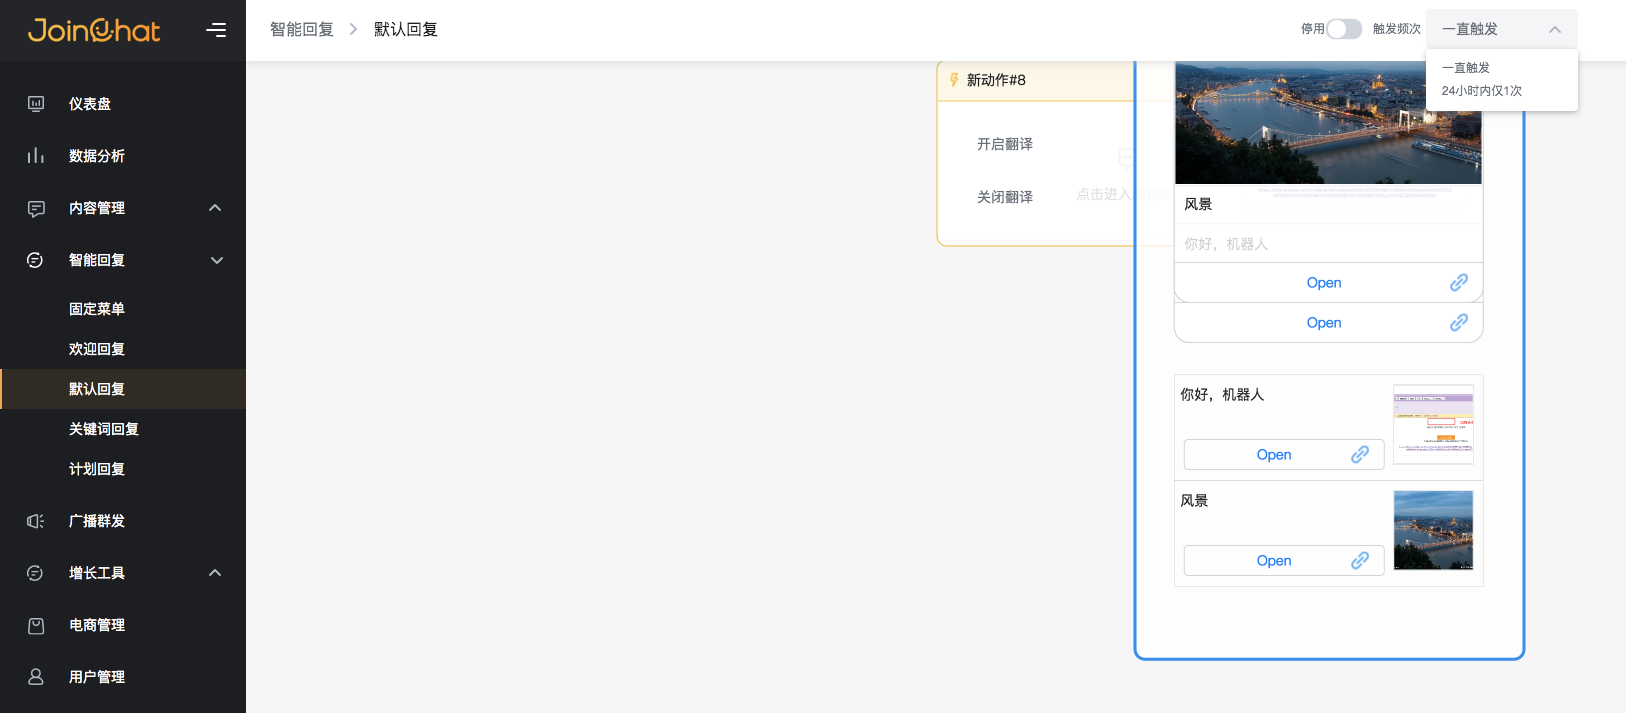 JoinChat
智能回复
默认回复
停用
触发频次
一直触发
一直触发
24小时内仅1次
仪表盘
数据分析
内容管理
智能回复
固定菜单
欢迎回复
默认回复
关键词回复
计划回复
广播群发
增长工具
电商管理
用户管理
新动作#8
开启翻译
关闭翻译
点击进入
风景
你好，机器人
Open
Open
你好，机器人
Open
风景
Open